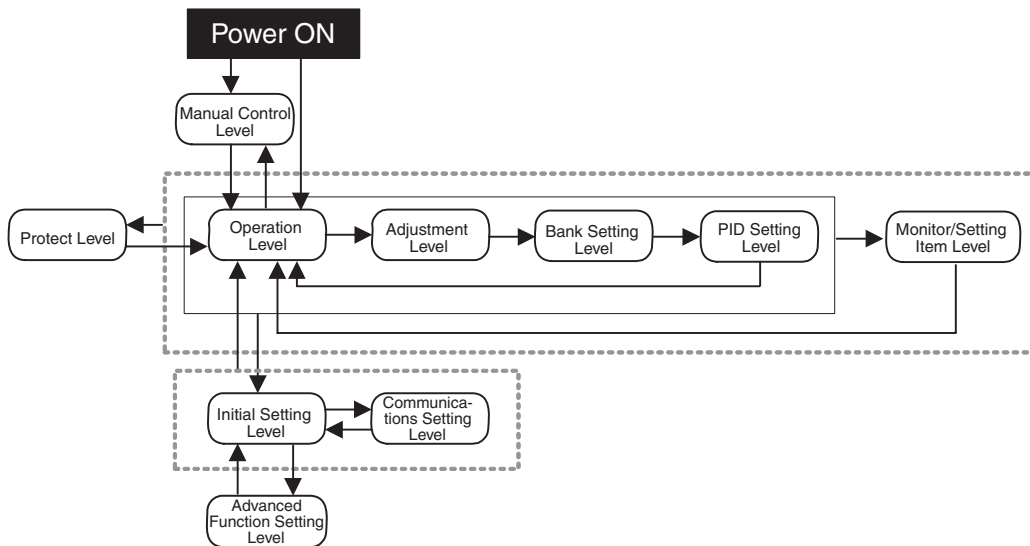 Power ON
Manual Control
Level
Protect Level
Operation
Level
Adjustment
Level
Bank Setting
Level
PID Setting
Level
Monitor/Setting
Item Level
Initial Setting
Level
Communica-
tions Setting
Level
Advanced
Function Setting
Level